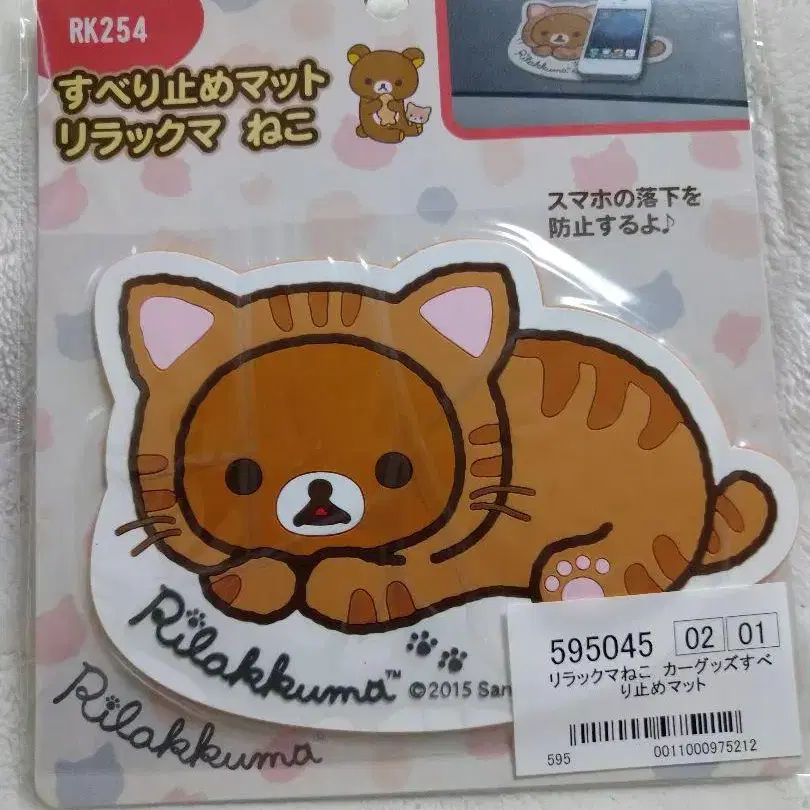 RK254
すべり止めマット
リラックマ ねこ
Rilakkuma
スマホの落下を
防止するよ♪
Rilakkuma™
©2015 San
Rilakkuma
595045 02 01
リラックマねこ カーグッズすべ
り止めマット
595 0011000975212